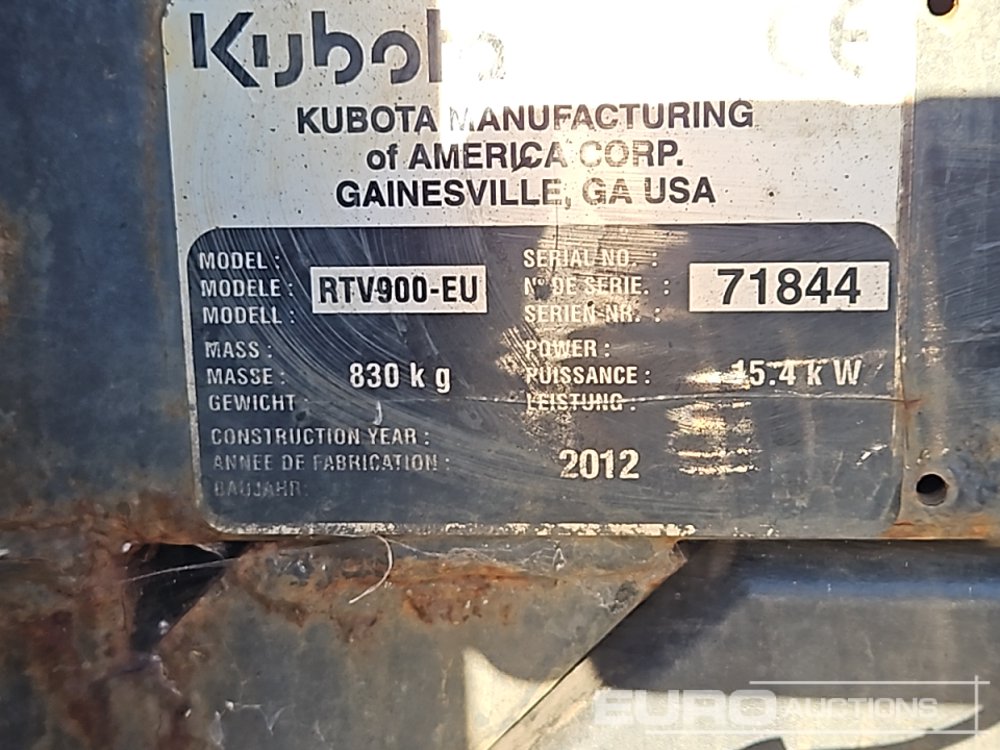 Kubota
CE
KUBOTA MANUFACTURING
of AMERICA CORP.
GAINESVILLE, GA USA
MODEL :
MODELE :
MODELL :
RTV900-EU
SERIAL NO. :
N° DE SERIE. :
SERIEN-NR. :
71844
MASS :
MASSE :
GEWICHT
830 kg
POWER :
PUISSANCE :
LEISTUNG :
15.4 kW
CONSTRUCTION YEAR :
ANNEE DE FABRICATION :
BAUJAHR
2012
EURO AUCTIONS